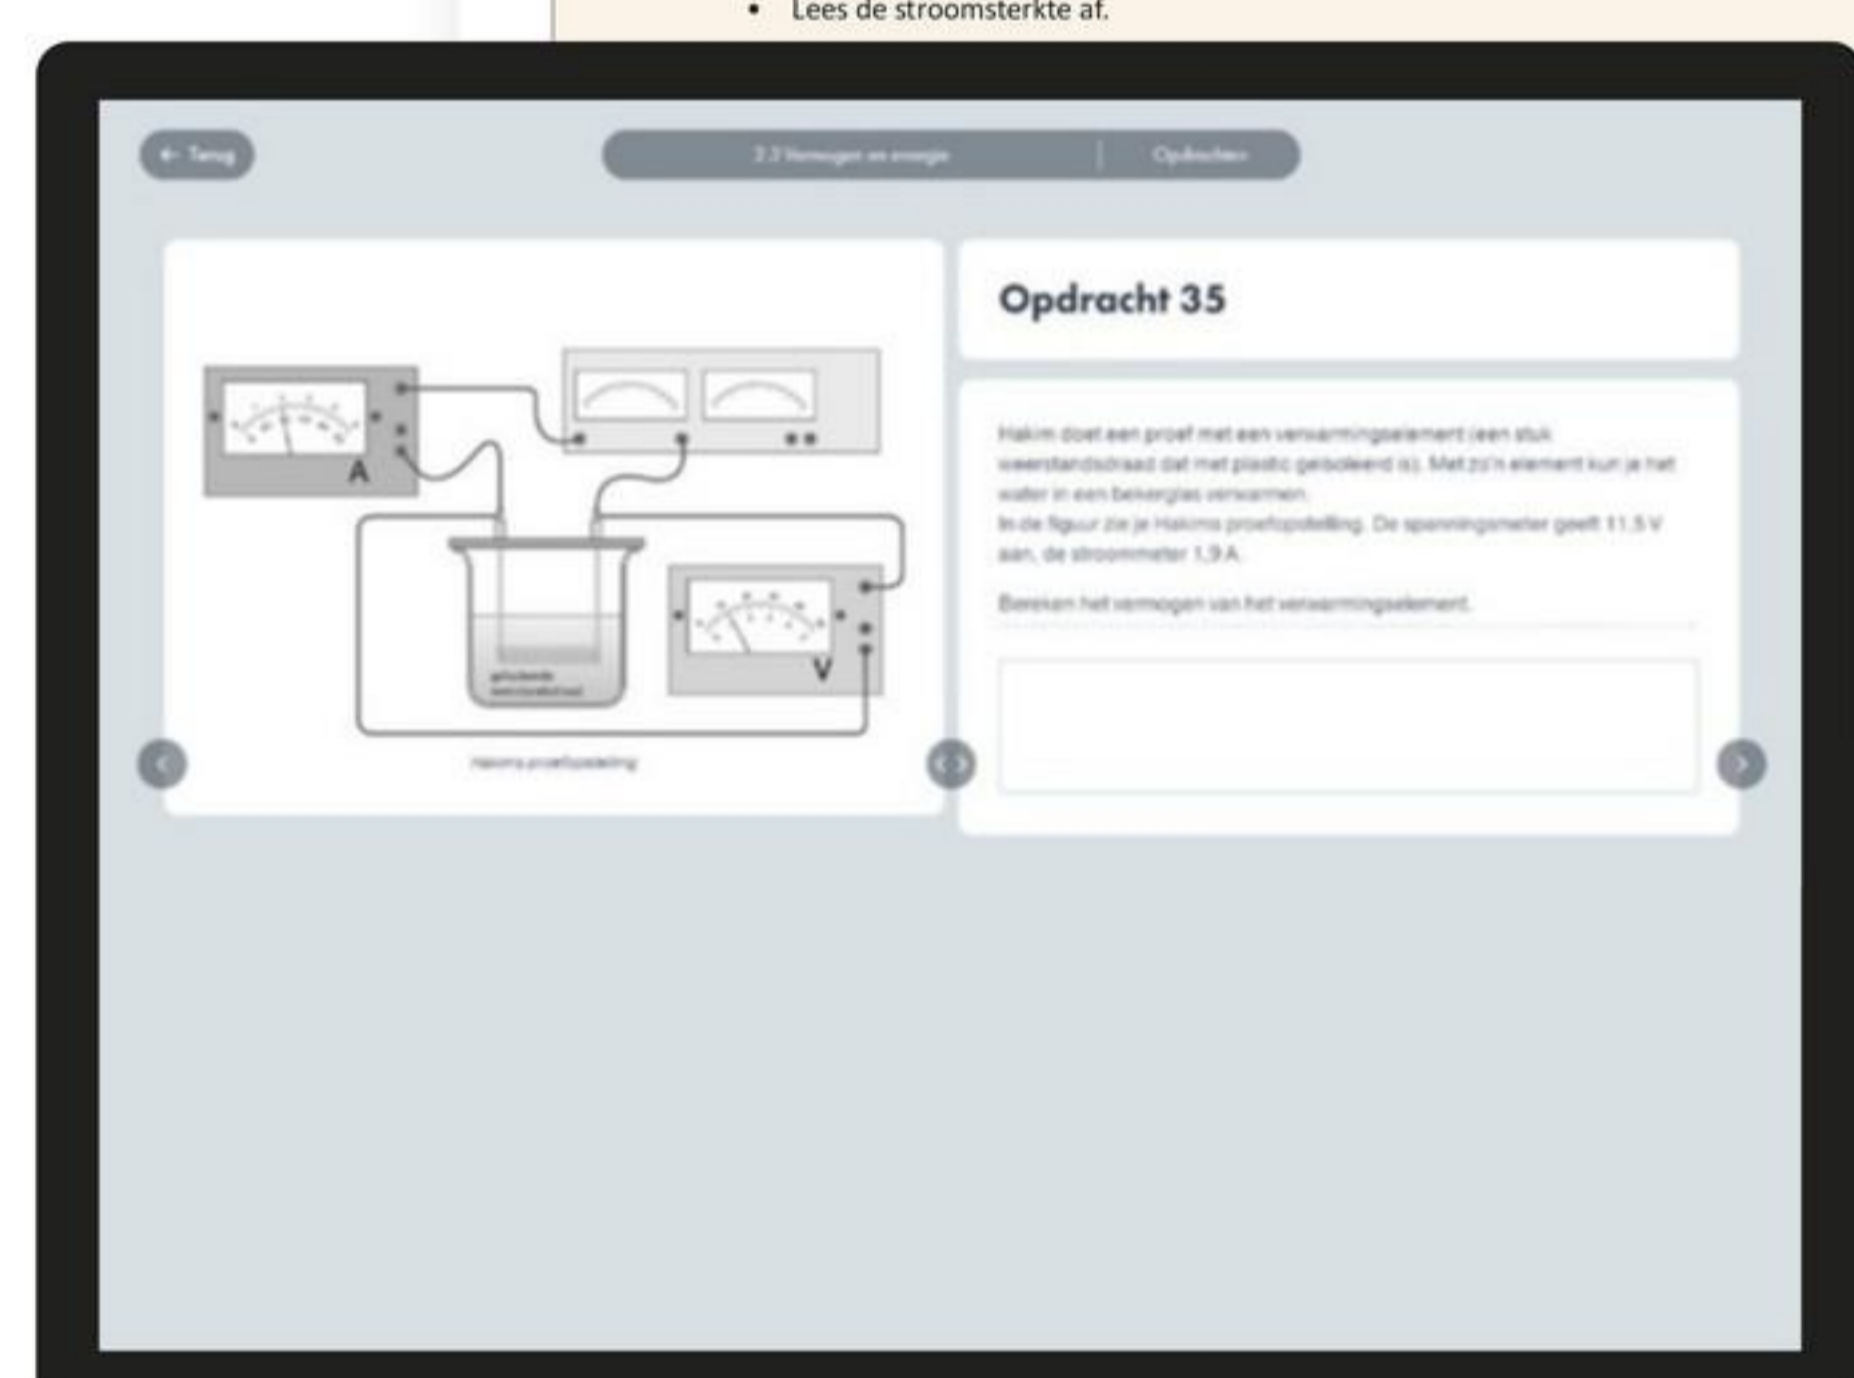 • Lees de stroomsterkte af.
← Terug
2.3 Vermogen en energie | Opdrachten
Opdracht 35
A
V
Hakims proefopstelling
Hakim doet een proef met een verwarmingselement (een stuk
weerstandsdraad dat met plastic geïsoleerd is). Met zo'n element kun je het
water in een bekerglas verwarmen.
In de figuur zie je Hakims proefopstelling. De spanningsmeter geeft 11,5 V
aan, de stroommeter 1,9 A.
Bereken het vermogen van het verwarmingselement.